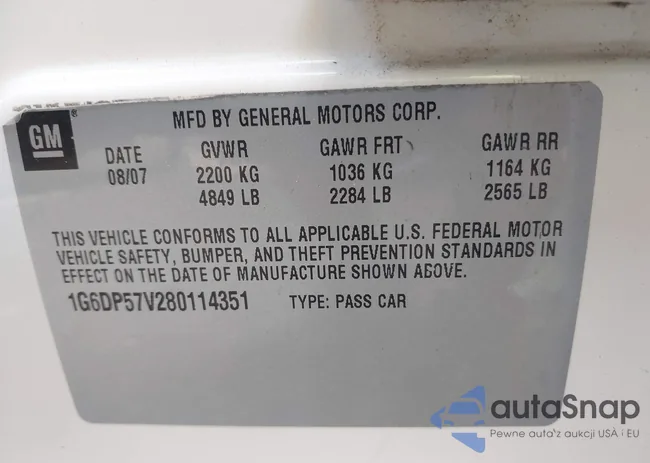 GM ®
MFD BY GENERAL MOTORS CORP.
DATE GVWR GAWR FRT GAWR RR
08/07 2200 KG 1036 KG 1164 KG
4849 LB 2284 LB 2565 LB
THIS VEHICLE CONFORMS TO ALL APPLICABLE U.S. FEDERAL MOTOR
VEHICLE SAFETY, BUMPER, AND THEFT PREVENTION STANDARDS IN
EFFECT ON THE DATE OF MANUFACTURE SHOWN ABOVE.
1G6DP57V280114351 TYPE: PASS CAR
autaSnap
Pewne auta z aukcji USA i EU